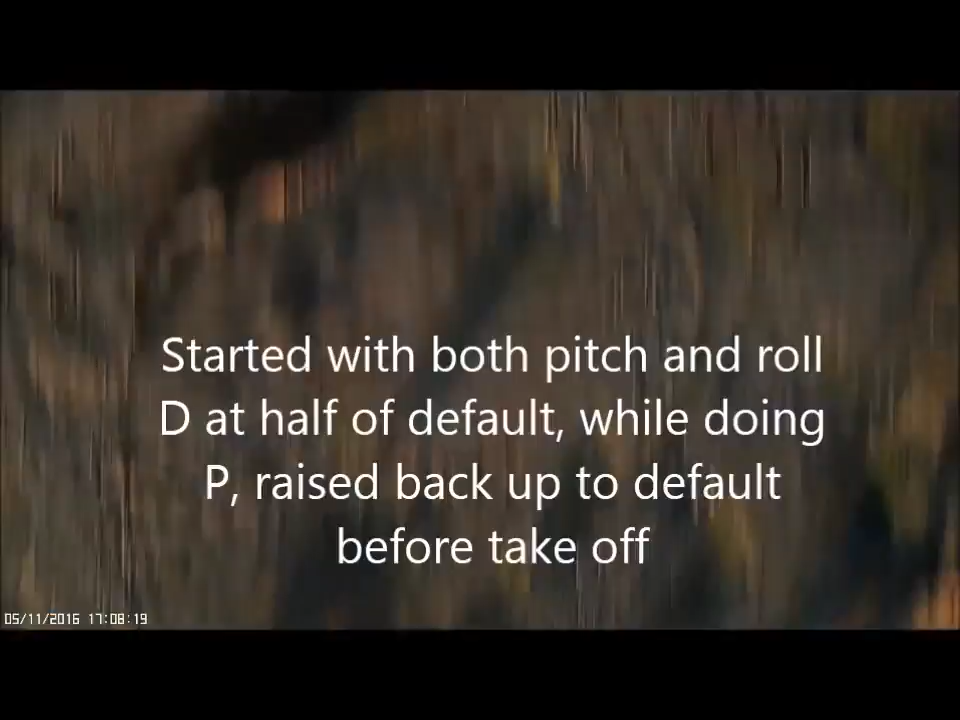 Started with both pitch and roll
D at half of default, while doing
P, raised back up to default
before take off
05/11/2016 17:08:19